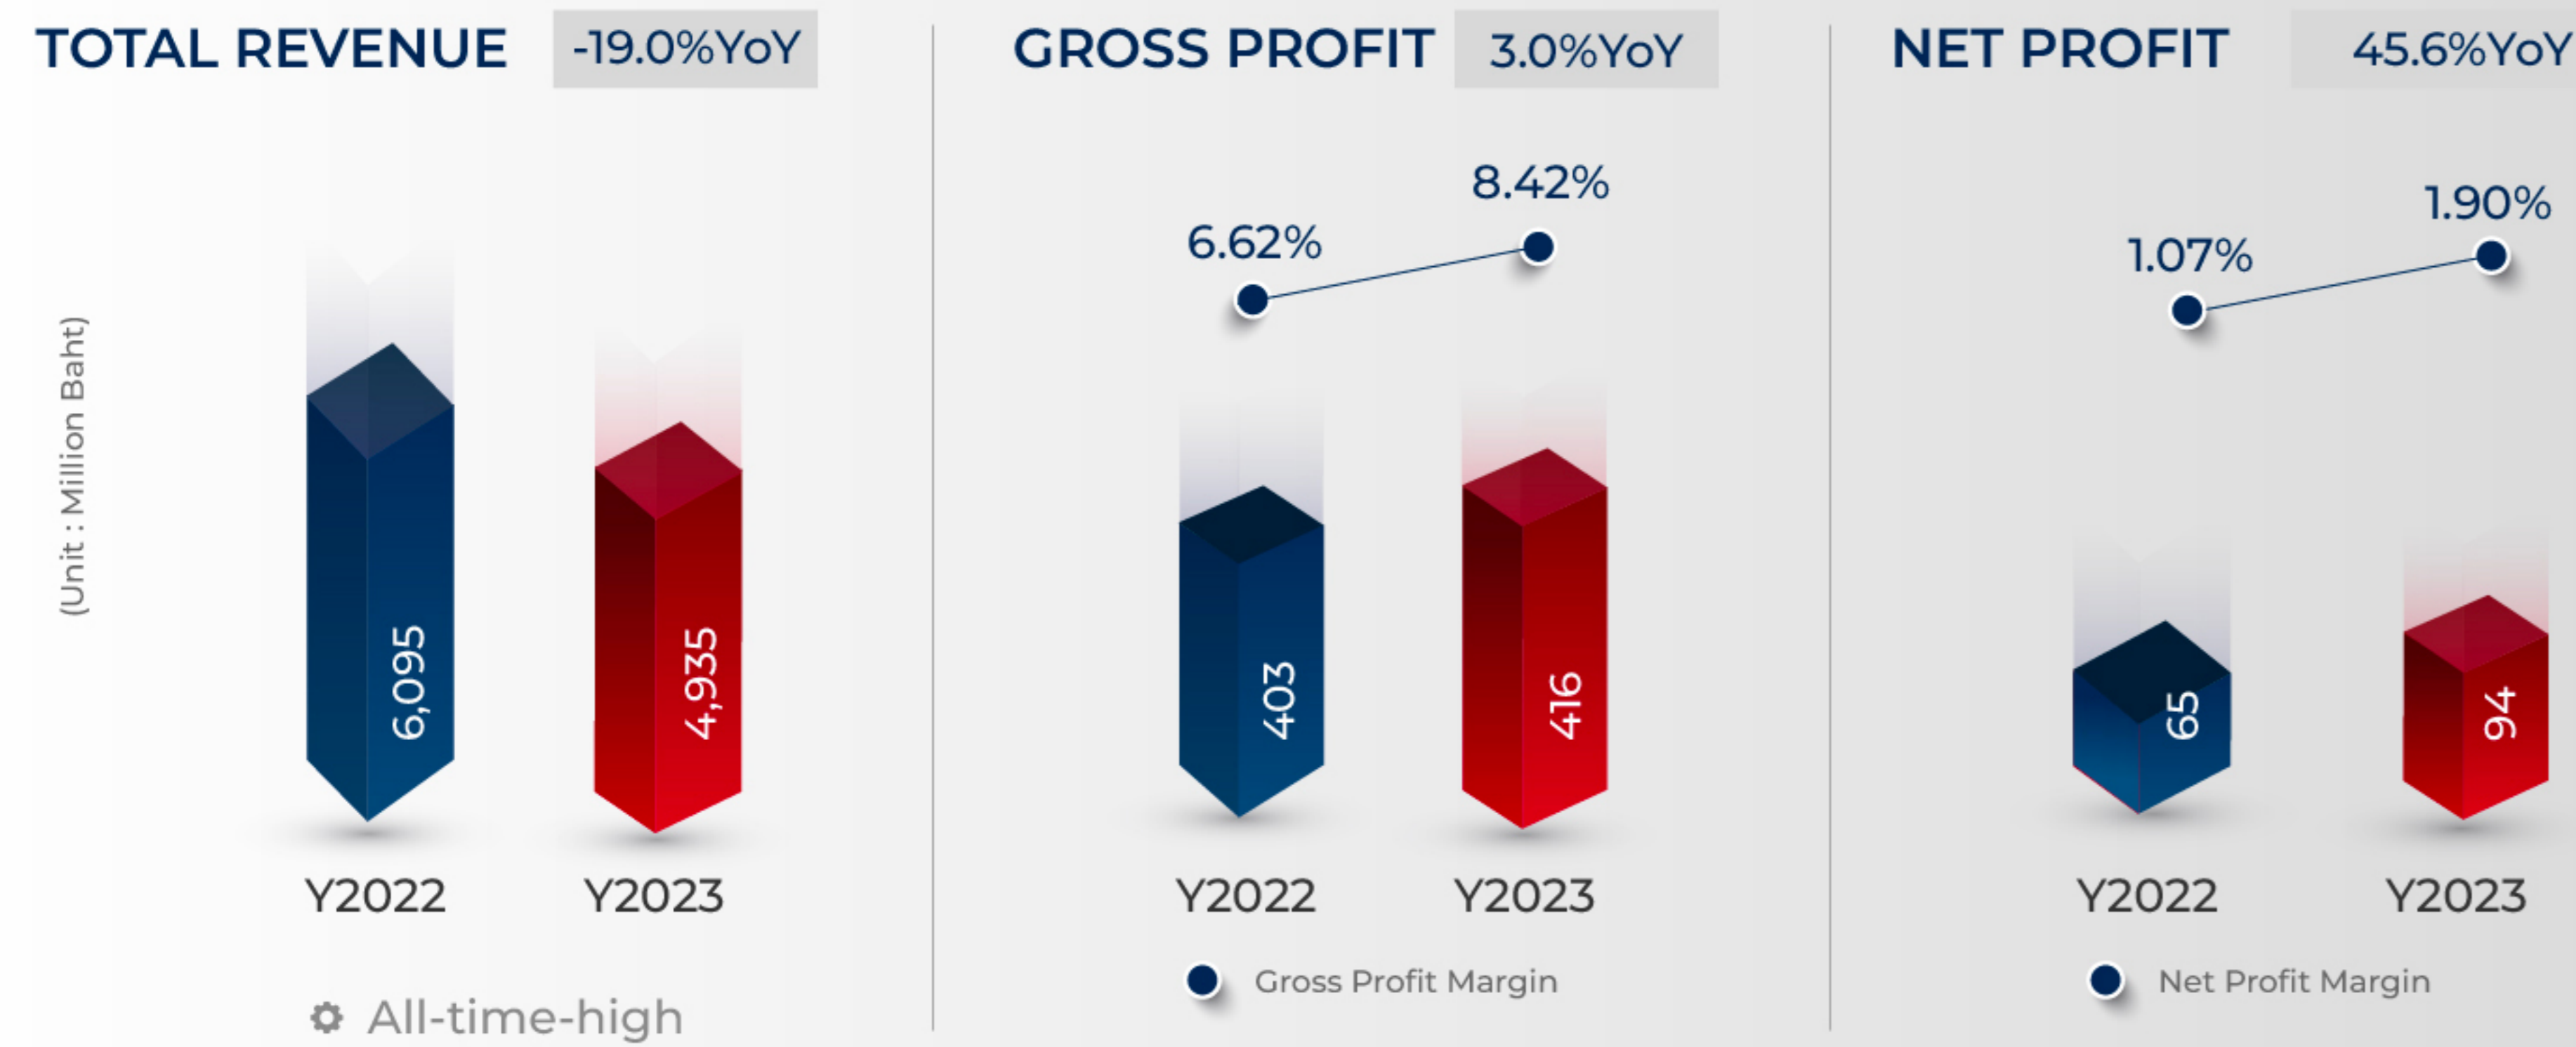 TOTAL REVENUE -19.0%YoY
(Unit : Million Baht)
6,095
4,935
Y2022 Y2023
All-time-high
GROSS PROFIT 3.0%YoY
6.62%
8.42%
403
416
Y2022 Y2023
Gross Profit Margin
NET PROFIT 45.6%YoY
1.07%
1.90%
65
94
Y2022 Y2023
Net Profit Margin